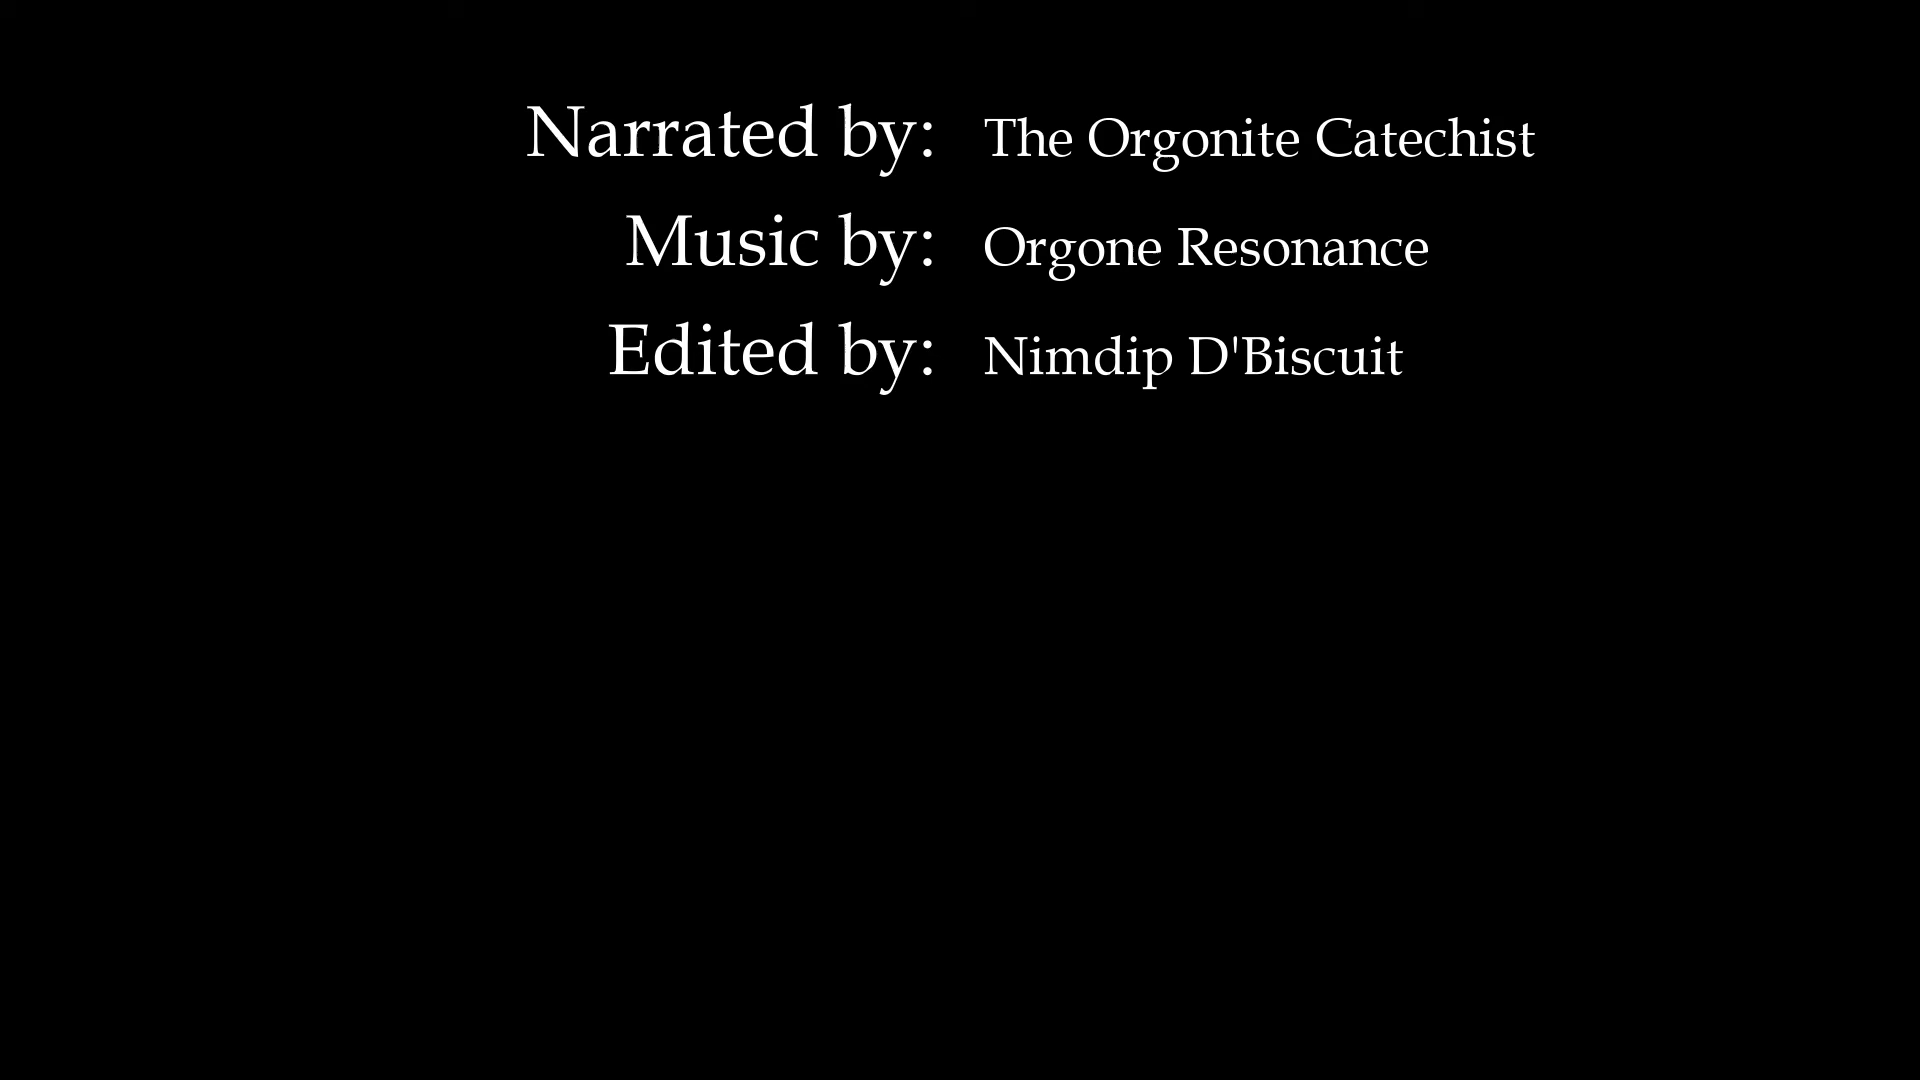 Narrated by: The Orgonite Catechist
Music by: Orgone Resonance
Edited by: Nimdip D'Biscuit